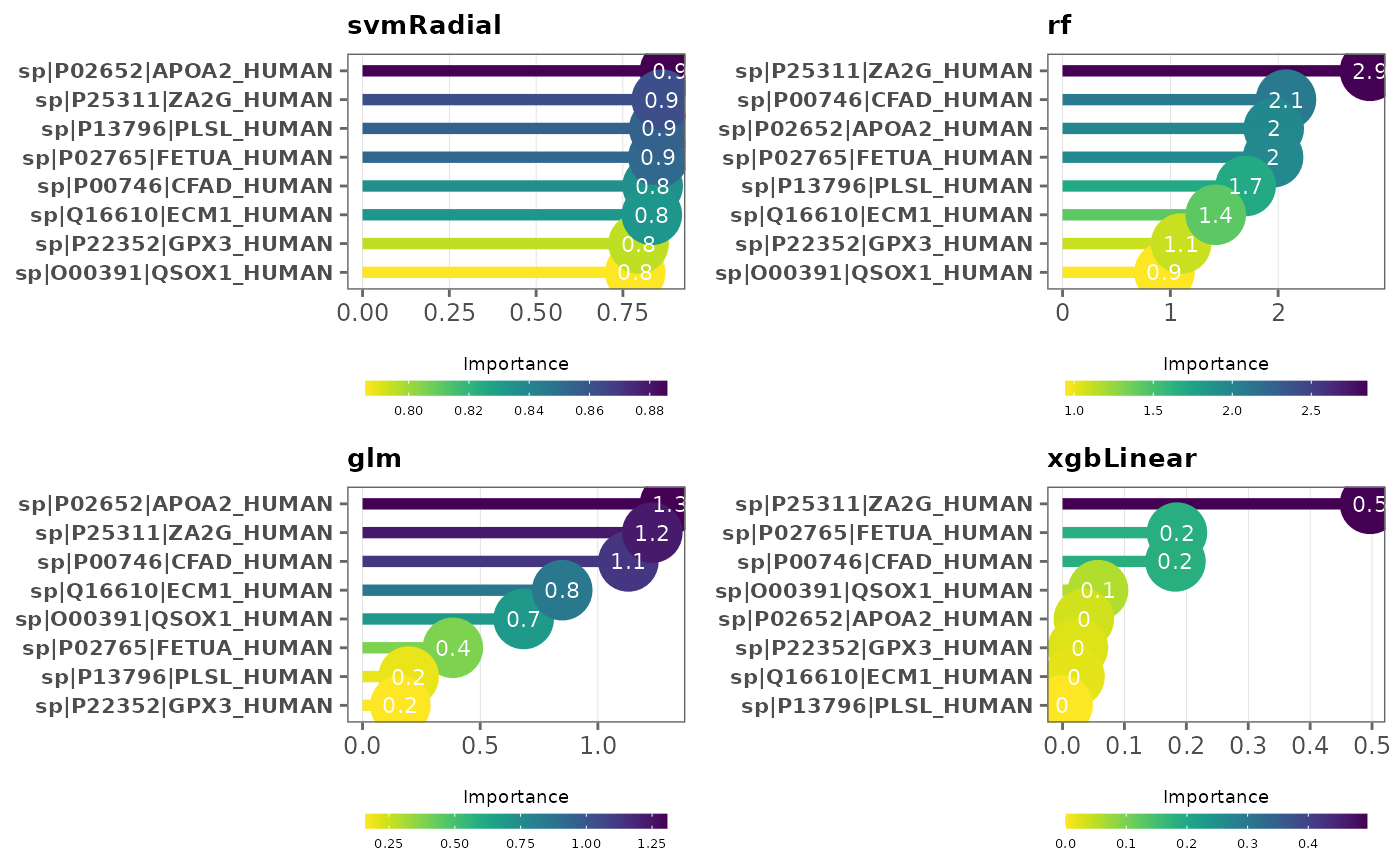 svmRadial
sp|P02652|APOA2_HUMAN 0.9
sp|P25311|ZA2G_HUMAN 0.9
sp|P13796|PLSL_HUMAN 0.9
sp|P02765|FETUA_HUMAN 0.9
sp|P00746|CFAD_HUMAN 0.8
sp|Q16610|ECM1_HUMAN 0.8
sp|P22352|GPX3_HUMAN 0.8
sp|O00391|QSOX1_HUMAN 0.8
0.00 0.25 0.50 0.75
Importance
0.80 0.82 0.84 0.86 0.88
rf
sp|P25311|ZA2G_HUMAN 2.9
sp|P00746|CFAD_HUMAN 2.1
sp|P02652|APOA2_HUMAN 2
sp|P02765|FETUA_HUMAN 2
sp|P13796|PLSL_HUMAN 1.7
sp|Q16610|ECM1_HUMAN 1.4
sp|P22352|GPX3_HUMAN 1.1
sp|O00391|QSOX1_HUMAN 0.9
0 1 2
Importance
1.0 1.5 2.0 2.5
glm
sp|P02652|APOA2_HUMAN 1.3
sp|P25311|ZA2G_HUMAN 1.2
sp|P00746|CFAD_HUMAN 1.1
sp|Q16610|ECM1_HUMAN 0.8
sp|O00391|QSOX1_HUMAN 0.7
sp|P02765|FETUA_HUMAN 0.4
sp|P13796|PLSL_HUMAN 0.2
sp|P22352|GPX3_HUMAN 0.2
0.0 0.5 1.0
Importance
0.25 0.50 0.75 1.00 1.25
xgbLinear
sp|P25311|ZA2G_HUMAN 0.5
sp|P02765|FETUA_HUMAN 0.2
sp|P00746|CFAD_HUMAN 0.2
sp|O00391|QSOX1_HUMAN 0.1
sp|P02652|APOA2_HUMAN 0
sp|P22352|GPX3_HUMAN 0
sp|Q16610|ECM1_HUMAN 0
sp|P13796|PLSL_HUMAN 0
0.0 0.1 0.2 0.3 0.4 0.5
Importance
0.0 0.1 0.2 0.3 0.4